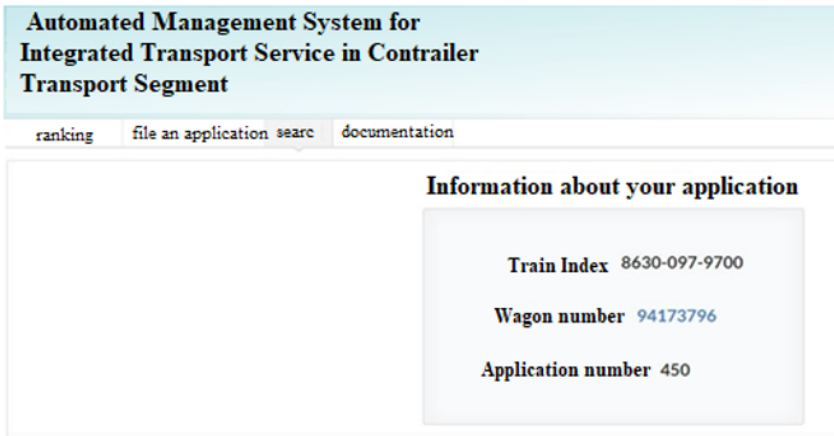 Automated Management System for
Integrated Transport Service in Contrailer
Transport Segment
ranking file an application searc documentation
Information about your application
Train Index 8630-097-9700
Wagon number 94173796
Application number 450